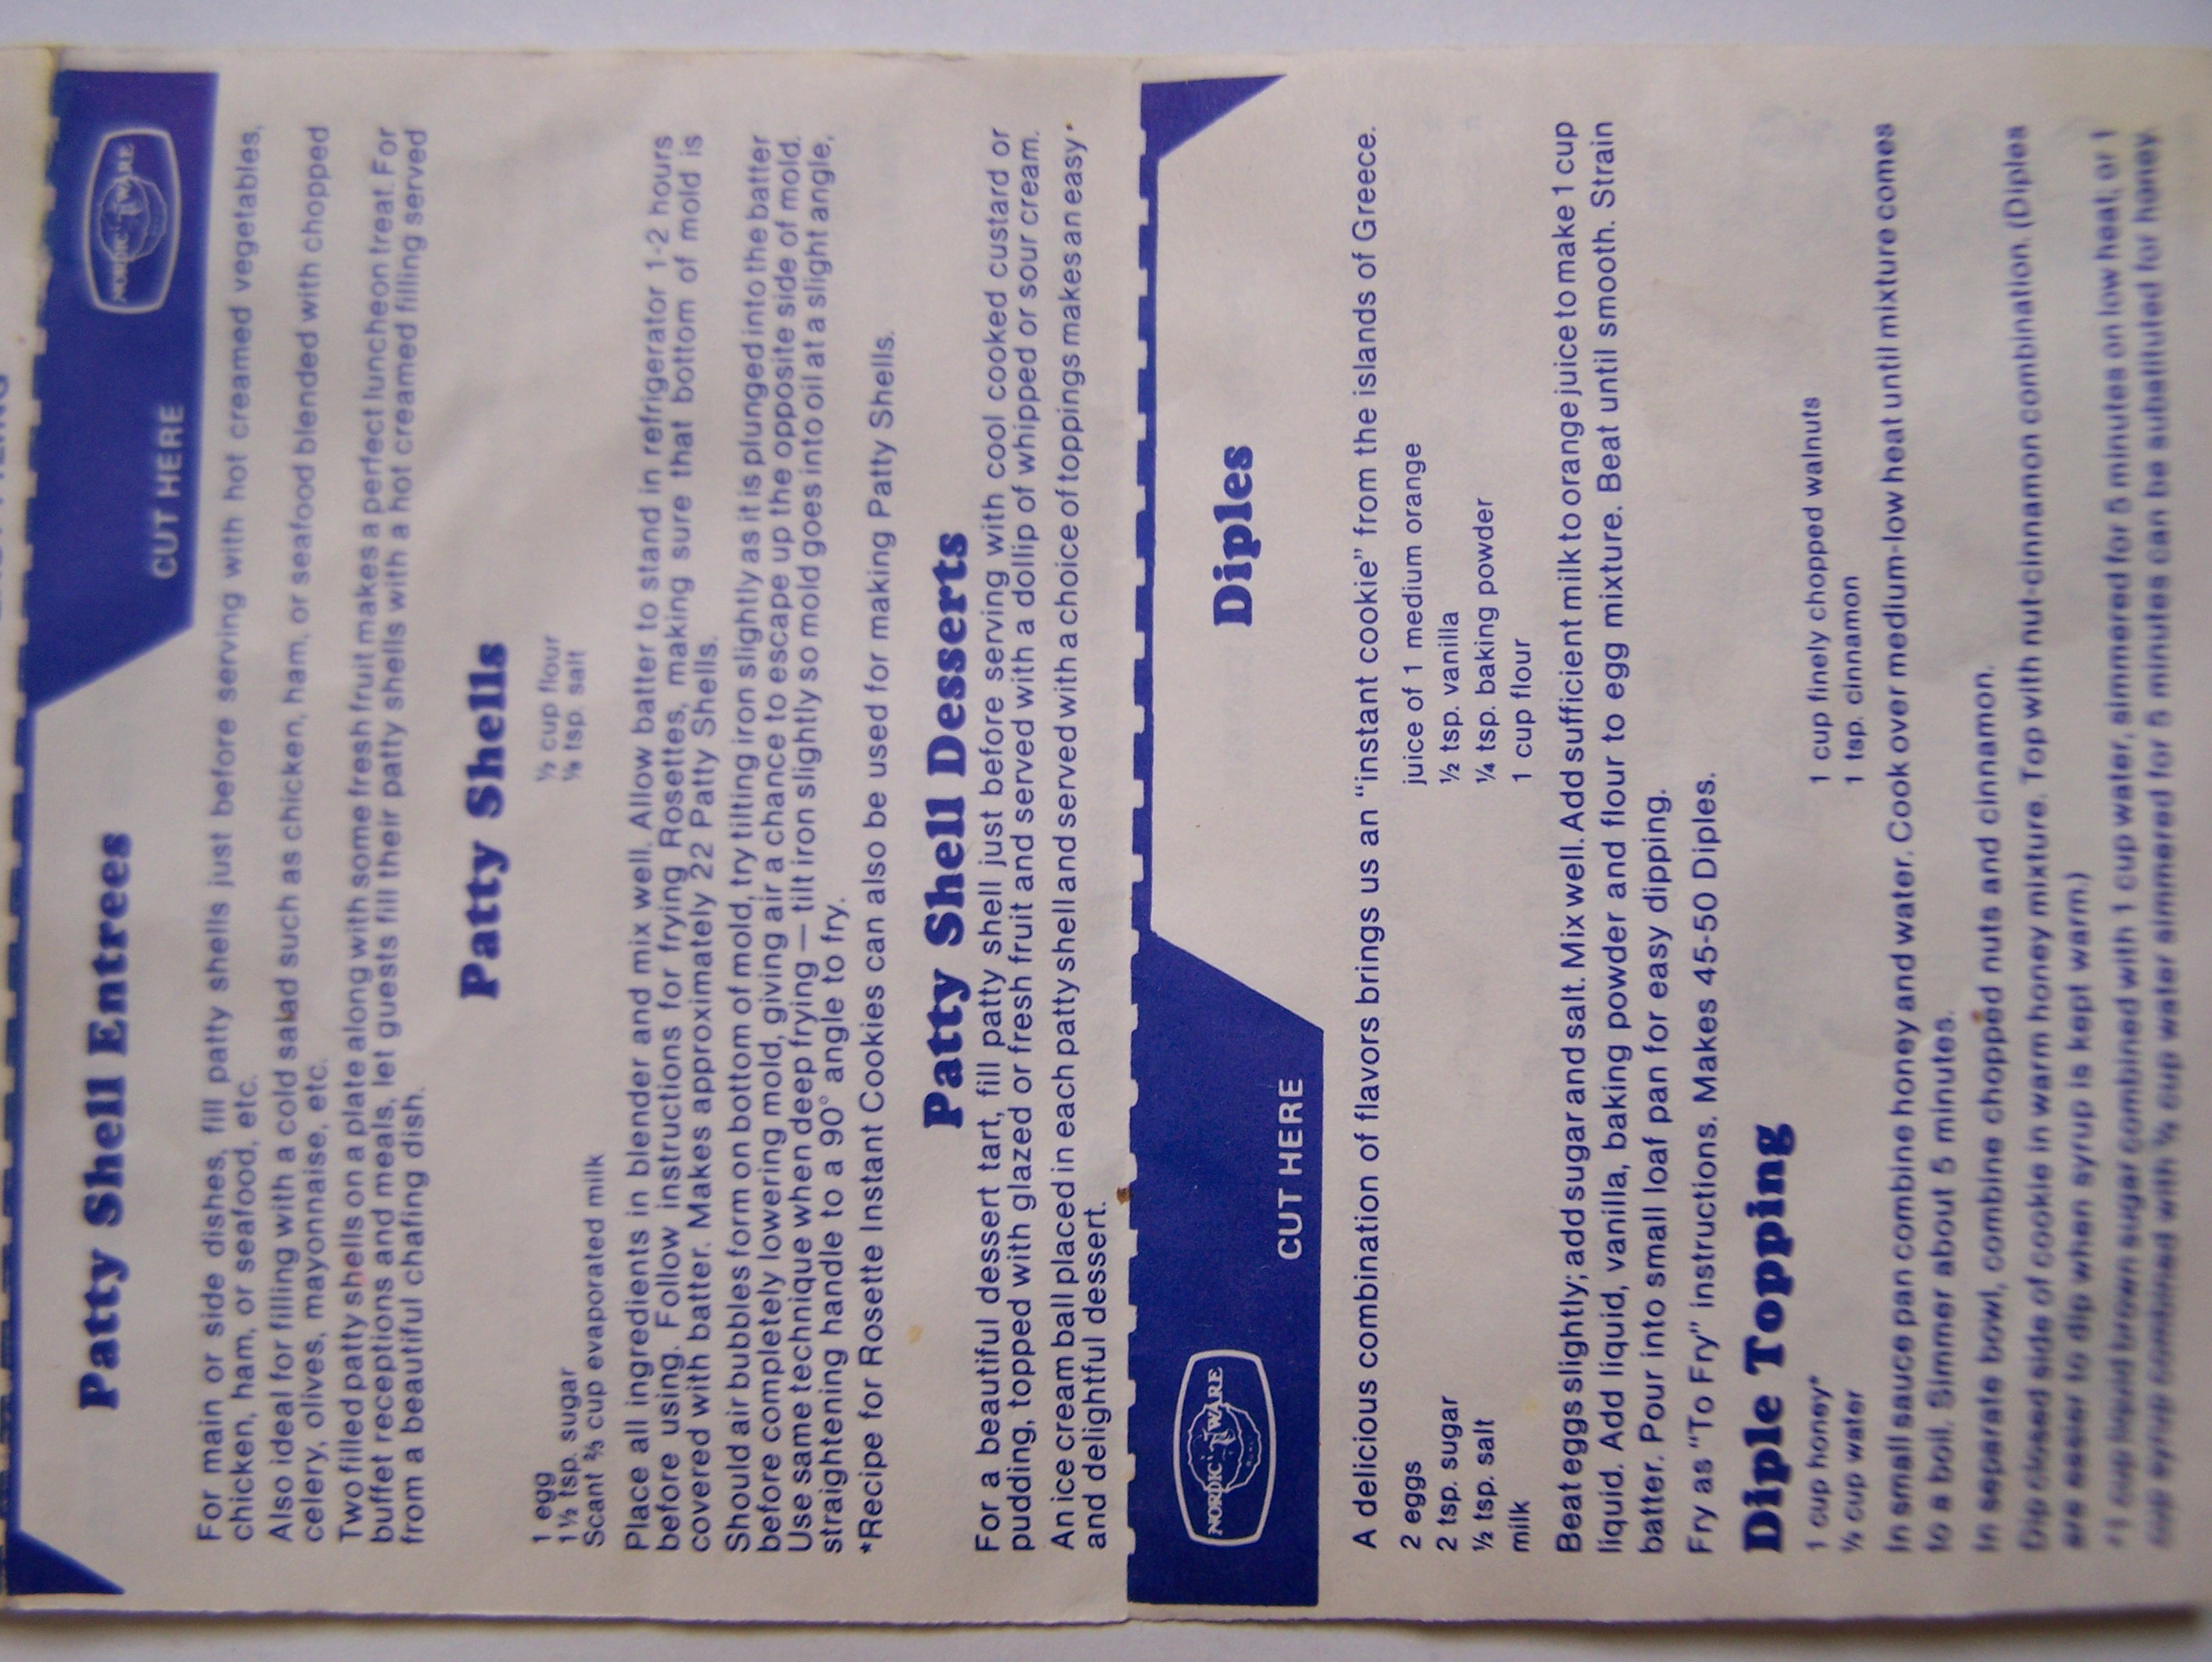 CUT HERE
NORDIC WARE
Patty Shell Entrees
For main or side dishes, fill patty shells just before serving with hot creamed vegetables,
chicken, ham, or seafood, etc.
Also ideal for filling with a cold salad such as chicken, ham, or seafood blended with chopped
celery, olives, mayonnaise, etc.
Two filled patty shells on a plate along with some fresh fruit makes a perfect luncheon treat. For
buffet receptions and meals, let guests fill their patty shells with a hot creamed filling served
from a beautiful chafing dish.
Patty Shells
1 egg
1½ tsp. sugar
Scant ⅔ cup evaporated milk
½ cup flour
⅛ tsp. salt
Place all ingredients in blender and mix well. Allow batter to stand in refrigerator 1-2 hours
before using. Follow instructions for frying Rosettes, making sure that bottom of mold is
covered with batter. Makes approximately 22 Patty Shells.
Should air bubbles form on bottom of mold, try tilting iron slightly as it is plunged into the batter
before completely lowering mold, giving air a chance to escape up the opposite side of mold.
Use same technique when deep frying — tilt iron slightly so mold goes into oil at a slight angle,
straightening handle to a 90° angle to fry.
*Recipe for Rosette Instant Cookies can also be used for making Patty Shells.
Patty Shell Desserts
For a beautiful dessert tart, fill patty shell just before serving with cool cooked custard or
pudding, topped with glazed or fresh fruit and served with a dollip of whipped or sour cream.
An ice cream ball placed in each patty shell and served with a choice of toppings makes an easy
and delightful dessert.
NORDIC WARE
CUT HERE
Diples
A delicious combination of flavors brings us an “instant cookie” from the islands of Greece.
2 eggs
2 tsp. sugar
½ tsp. salt
milk
juice of 1 medium orange
½ tsp. vanilla
¼ tsp. baking powder
1 cup flour
Beat eggs slightly; add sugar and salt. Mix well. Add sufficient milk to orange juice to make 1 cup
liquid. Add liquid, vanilla, baking powder and flour to egg mixture. Beat until smooth. Strain
batter. Pour into small loaf pan for easy dipping.
Fry as “To Fry” instructions. Makes 45-50 Diples.
Diple Topping
1 cup honey*
cup water
1 cup finely chopped walnuts
1 tsp. cinnamon
In small sauce pan combine honey and water. Cook over medium-low heat until mixture comes
to a boil. Simmer about 5 minutes.
In separate bowl, combine chopped nuts and cinnamon.
Dip closed side of cookie in warm honey mixture. Top with nut-cinnamon combination. (Diples
are easier to dip when syrup is kept warm.)
*1 cup liquid brown sugar combined with 1 cup water, simmered for 5 minutes on low heat, or 1
cup syrup combined with cup water simmered for 5 minutes can be substituted for honey.